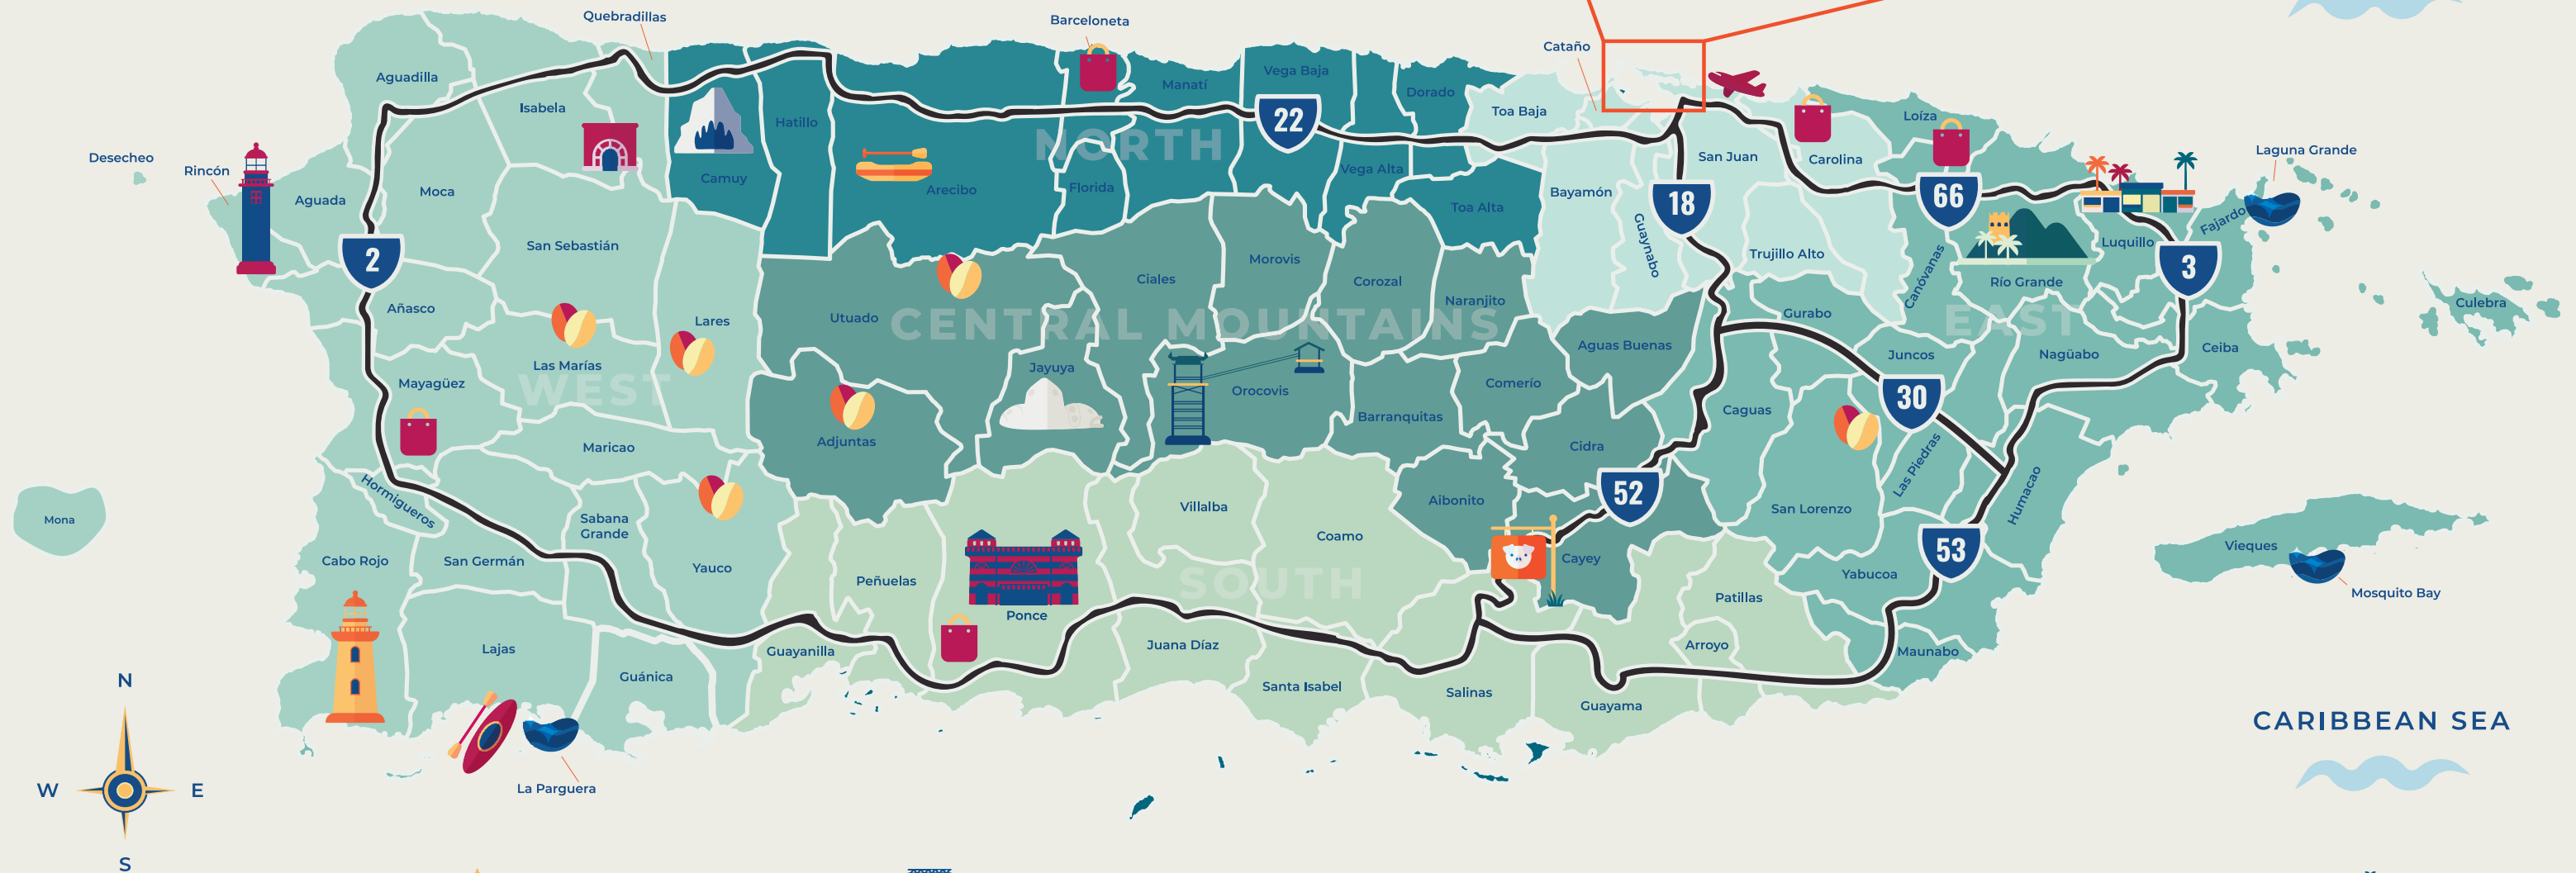 Quebradillas
Barceloneta
Cataño
Aguadilla
Isabela
Hatillo
Manatí
Vega Baja
Dorado
Toa Baja
Loíza
22
NORTH
Desecheo
Rincón
Aguada
Moca
Camuy
Arecibo
Florida
Vega Alta
Toa Alta
Bayamón
Guaynabo
18
San Juan
Carolina
66
Laguna Grande
Fajardo
Luquillo
3
2
San Sebastián
Ciales
Morovis
Corozal
Naranjito
Trujillo Alto
Canóvanas
Río Grande
Culebra
Añasco
Lares
Utuado
CENTRAL MOUNTAINS
Gurabo
EAST
Las Marías
WEST
Mayagüez
Jayuya
Orocovis
Barranquitas
Comerío
Aguas Buenas
Juncos
Nagüabo
Ceiba
30
Caguas
Maricao
Adjuntas
Cidra
Las Piedras
Humacao
Hormigueros
Mona
Sabana
Grande
Villalba
Coamo
Aibonito
52
San Lorenzo
53
Cabo Rojo
San Germán
Yauco
Peñuelas
SOUTH
Cayey
Yabucoa
Vieques
Mosquito Bay
Ponce
Patillas
Lajas
Guánica
Guayanilla
Juana Díaz
Santa Isabel
Salinas
Guayama
Arroyo
Maunabo
CARIBBEAN SEA
La Parguera
N
W
E
S